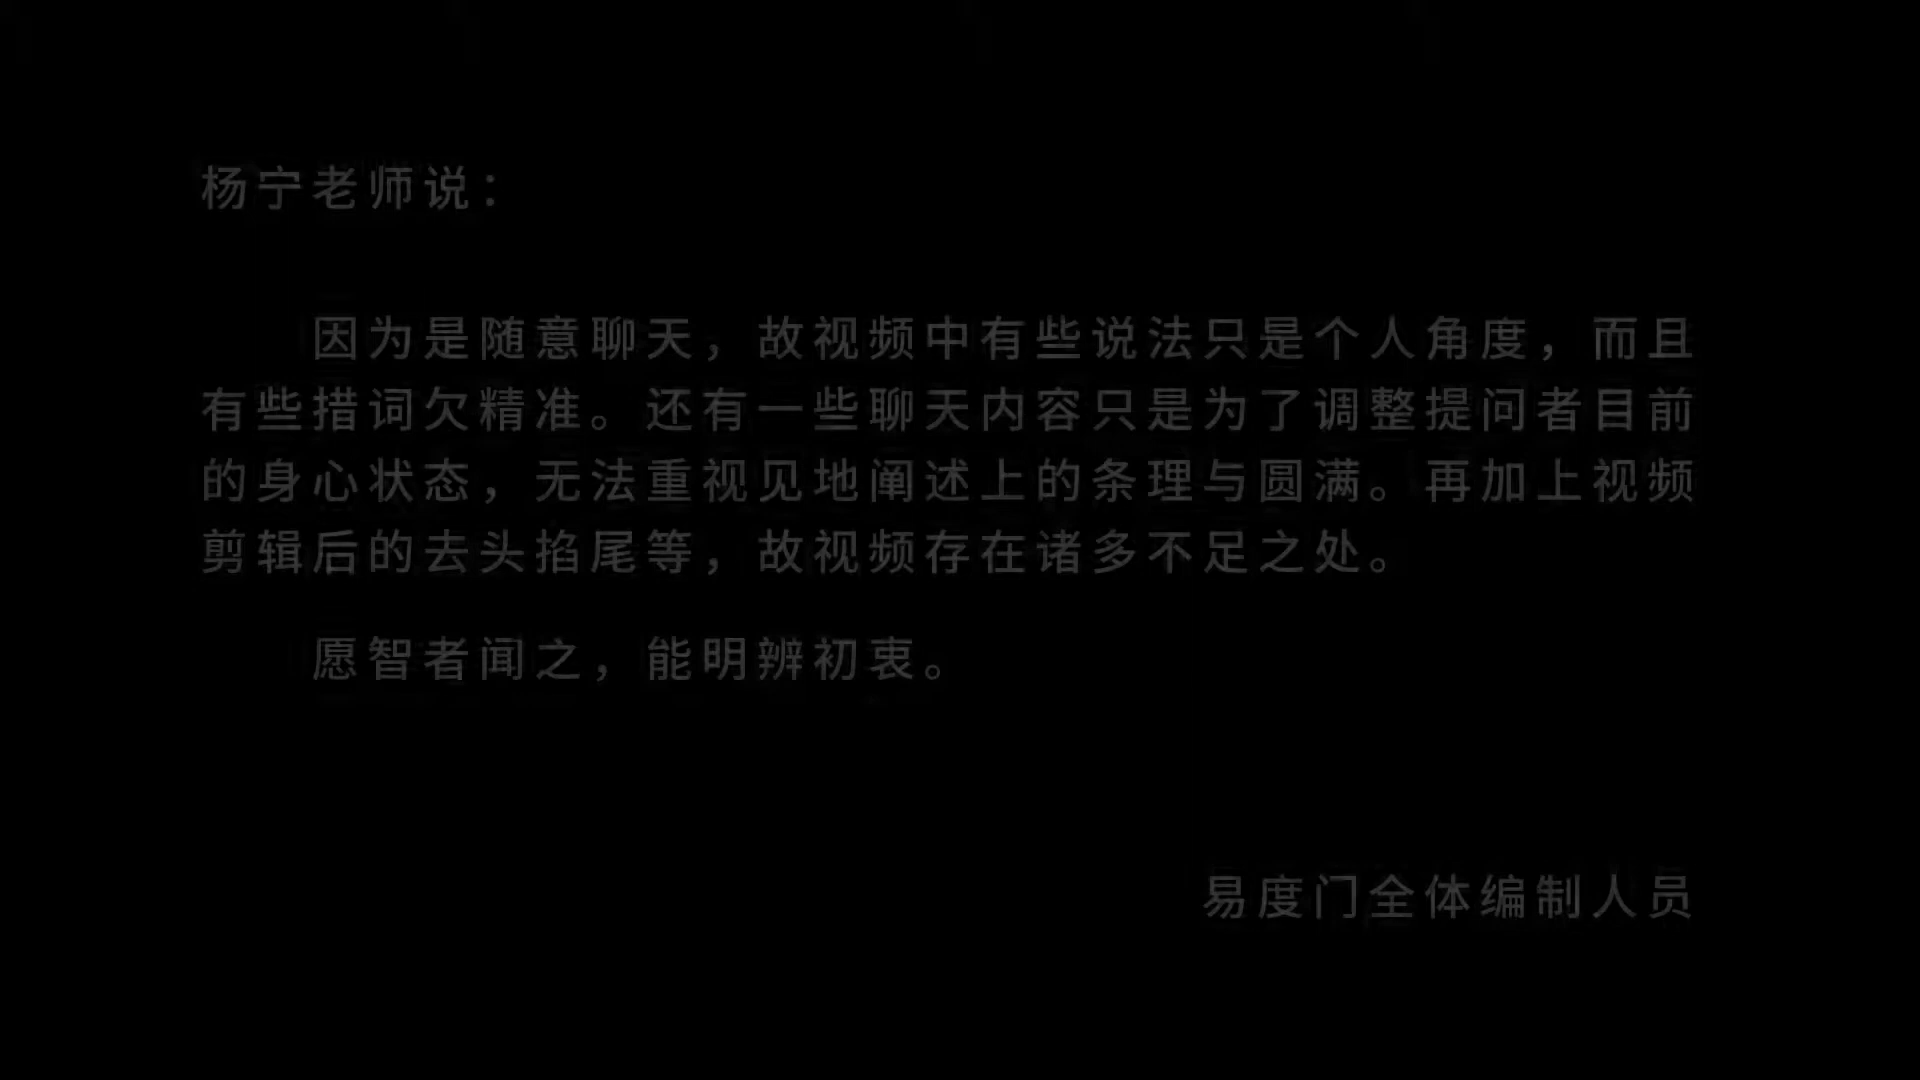 杨宁老师说：
因为是随意聊天，故视频中有些说法只是个人角度，而且
有些措词欠精准。还有一些聊天内容只是为了调整提问者目前
的身心状态，无法重视见地阐述上的条理与圆满。再加上视频
剪辑后的去头掐尾等，故视频存在诸多不足之处。
愿智者闻之，能明辨初衷。
易度门全体编制人员